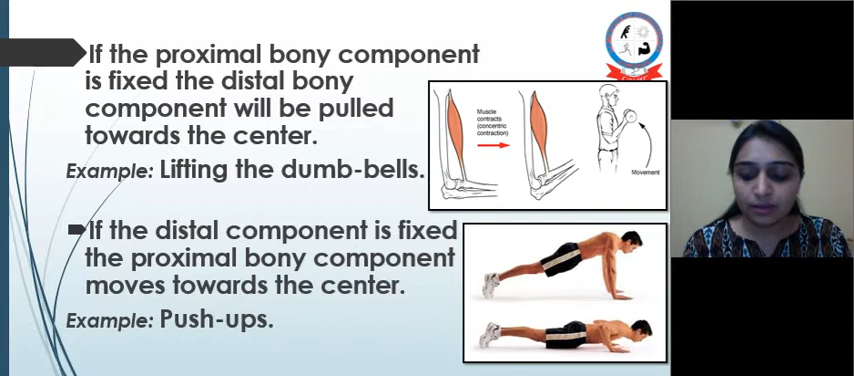 If the proximal bony component
is fixed the distal bony
component will be pulled
towards the center.
Example: Lifting the dumb-bells.
Muscle
contracts
(concentric
contraction)
Movement
If the distal component is fixed
the proximal bony component
moves towards the center.
Example: Push-ups.